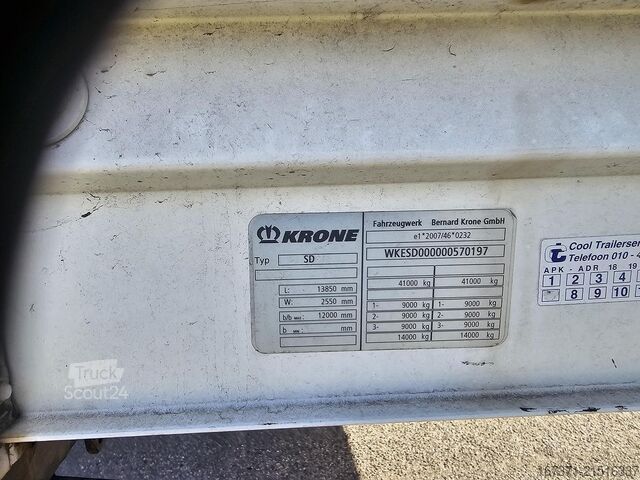 KRONE
Fahrzeugwerk Bernard Krone GmbH
e1*2007/46*0232
Typ SD
WKESD000000570197
41000 kg 41000 kg
L: 13850 mm
W: 2550 mm
b/b MAX: 12000 mm
b MIN: mm
1- 9000 kg 1- 9000 kg
2- 9000 kg 2- 9000 kg
3- 9000 kg 3- 9000 kg
14000 kg 14000 kg
Cool Trailerser
Telefoon 010 - 4
APK - ADR 18 19
1 2 3 4
8 9 10
Truck
Scout24